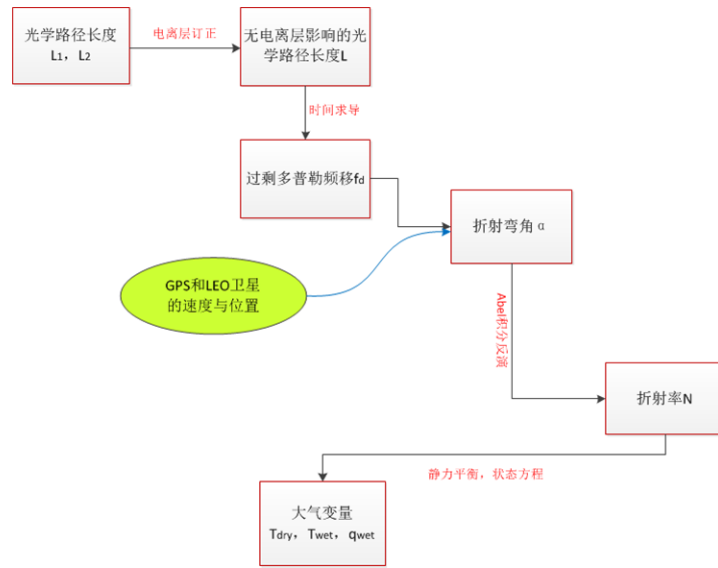 光学路径长度
L1，L2
电离层订正
无电离层影响的光
学路径长度L
时间求导
过剩多普勒频移fd
折射弯角α
GPS和LEO卫星
的速度与位置
Abel积分反演
折射率N
静力平衡，状态方程
大气变量
Tdry，Twet，qwet